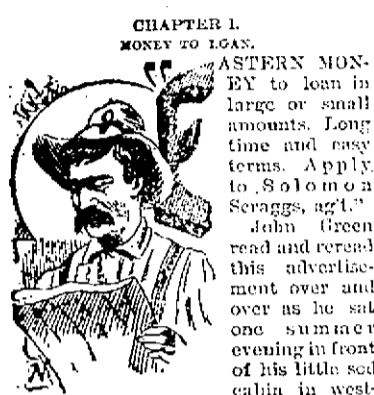 CHAPTER I.
MONEY TO LOAN.
"EASTERN MON-
EY to loan in
large or small
amounts. Long
time and easy
terms. Apply
to Solomon
Scraggs, ag't."
John Green
read and reread
this advertise-
ment over and
over as he sat
one summer
evening in front
of his little sod
cabin in west-